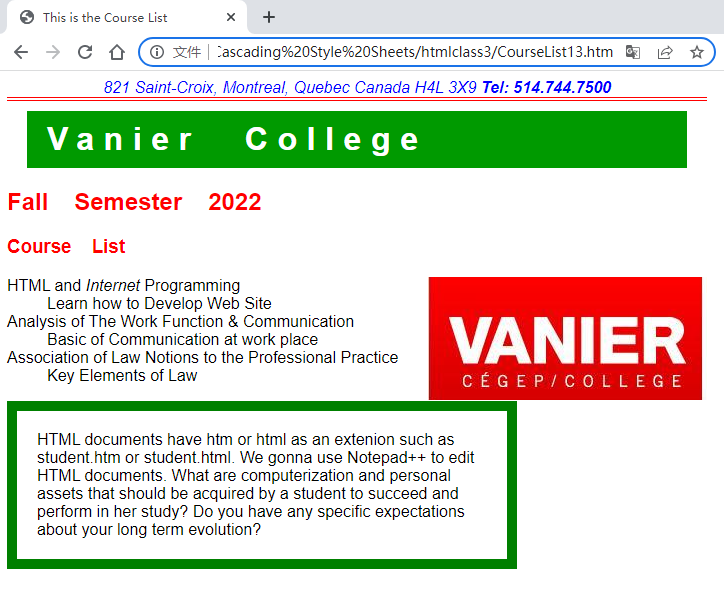 This is the Course List
文件 Cascading%20Style%20Sheets/htmlclass3/CourseList13.htm
821 Saint-Croix, Montreal, Quebec Canada H4L 3X9 Tel: 514.744.7500
Vanier College
Fall Semester 2022
Course List
HTML and Internet Programming
Learn how to Develop Web Site
Analysis of The Work Function & Communication
Basic of Communication at work place
Association of Law Notions to the Professional Practice
Key Elements of Law
VANIER
CÉGEP/COLLEGE
HTML documents have htm or html as an extenion such as
student.htm or student.html. We gonna use Notepad++ to edit
HTML documents. What are computerization and personal
assets that should be acquired by a student to succeed and
perform in her study? Do you have any specific expectations
about your long term evolution?